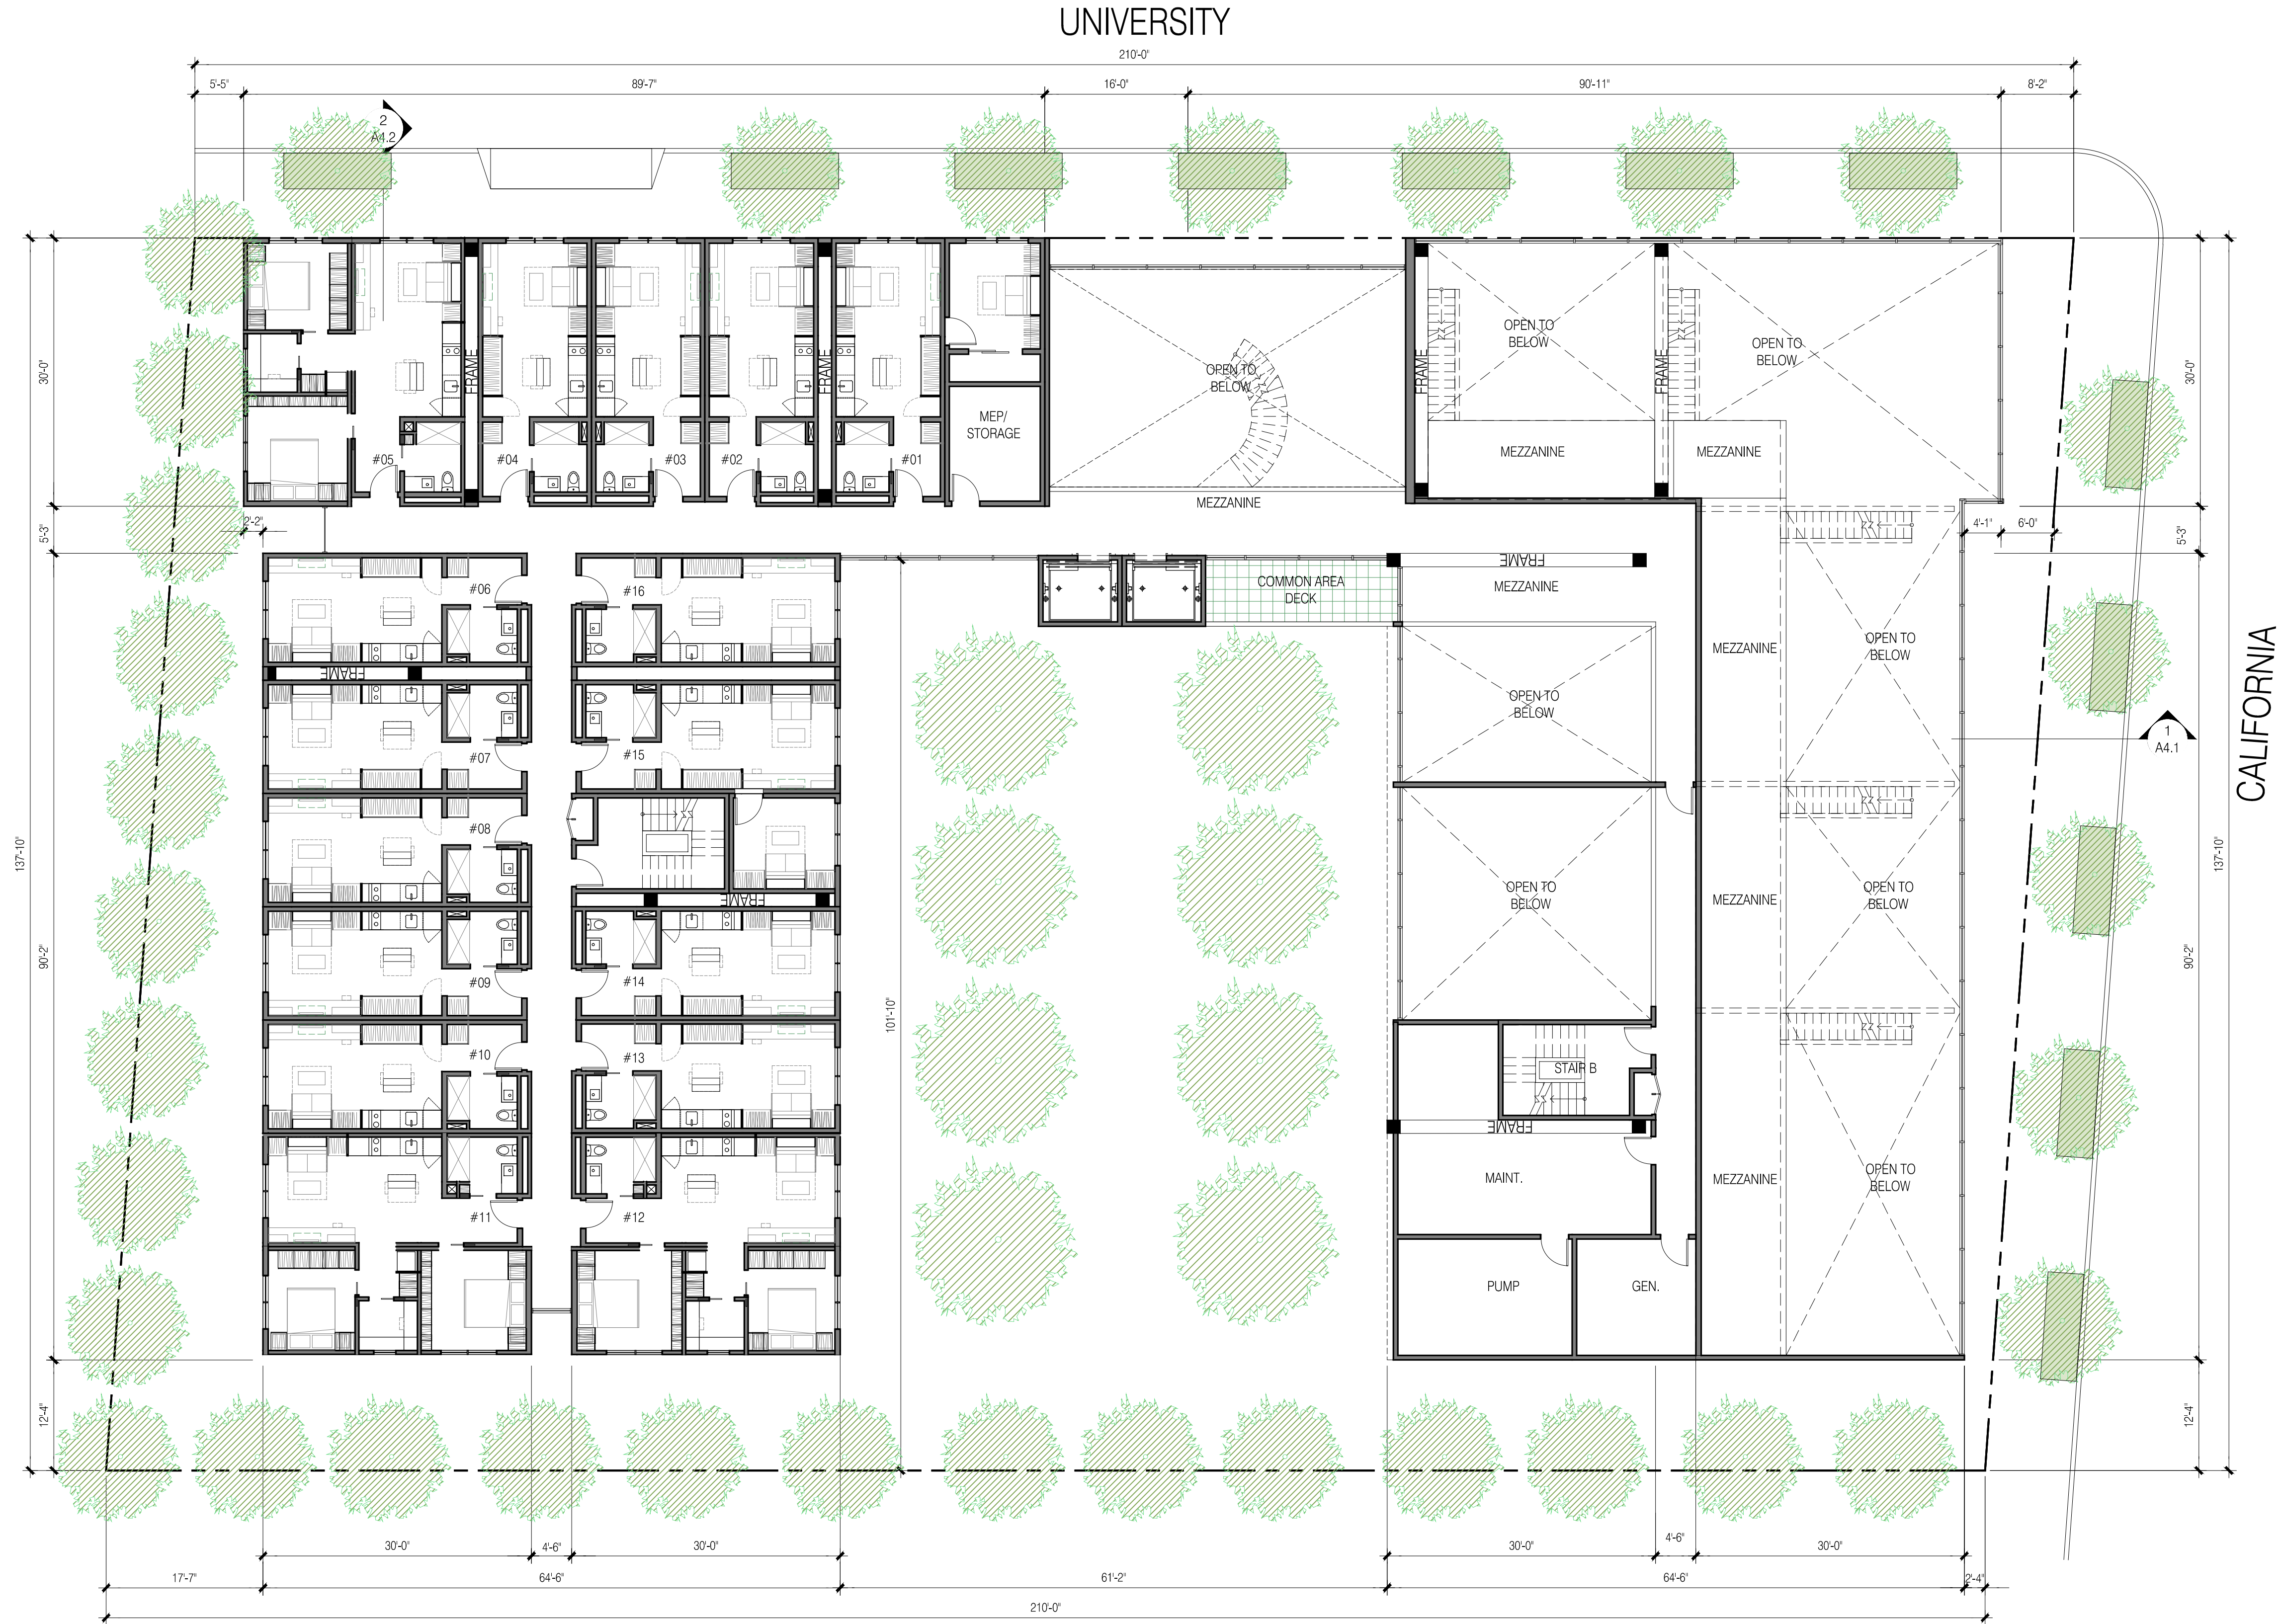 UNIVERSITY
210'-0"
5'-5"
89'-7"
16'-0"
90'-11"
8'-2"
2
A4.2
OPEN TO
BELOW
OPEN TO
BELOW
OPEN TO
BELOW
30'-0"
FRAME
FRAME
FRAME
FRAME
30'-0"
MEP/
STORAGE
MEZZANINE
MEZZANINE
#05
#04
#03
#02
#01
MEZZANINE
2'-2"
4'-1"
6'-0"
5'-3"
5'-3"
FRAME
#06
#16
COMMON AREA
DECK
MEZZANINE
MEZZANINE
OPEN TO
BELOW
FRAME
OPEN TO
BELOW
CALIFORNIA
1
A4.1
#07
#15
#08
137'-10"
137'-10"
FRAME
OPEN TO
BELOW
MEZZANINE
OPEN TO
BELOW
90'-2"
90'-2"
#09
#14
101'-10"
#10
#13
STAIR B
FRAME
MAINT.
MEZZANINE
OPEN TO
BELOW
#11
#12
PUMP
GEN.
12'-4"
12'-4"
30'-0"
4'-6"
30'-0"
30'-0"
4'-6"
30'-0"
17'-7"
64'-6"
61'-2"
64'-6"
2'-4"
210'-0"